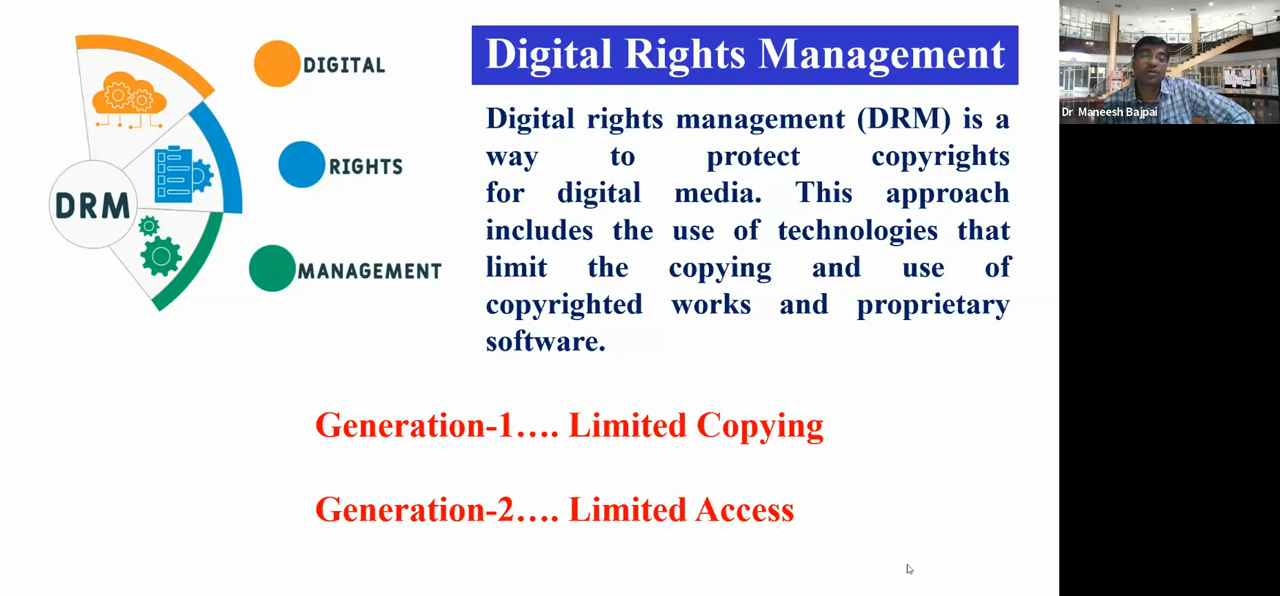 Digital Rights Management
DIGITAL
RIGHTS
DRM
MANAGEMENT
Digital rights management (DRM) is a
way to protect copyrights
for digital media. This approach
includes the use of technologies that
limit the copying and use of
copyrighted works and proprietary
software.
Generation-1.... Limited Copying
Generation-2.... Limited Access
Dr Maneesh Bajpai